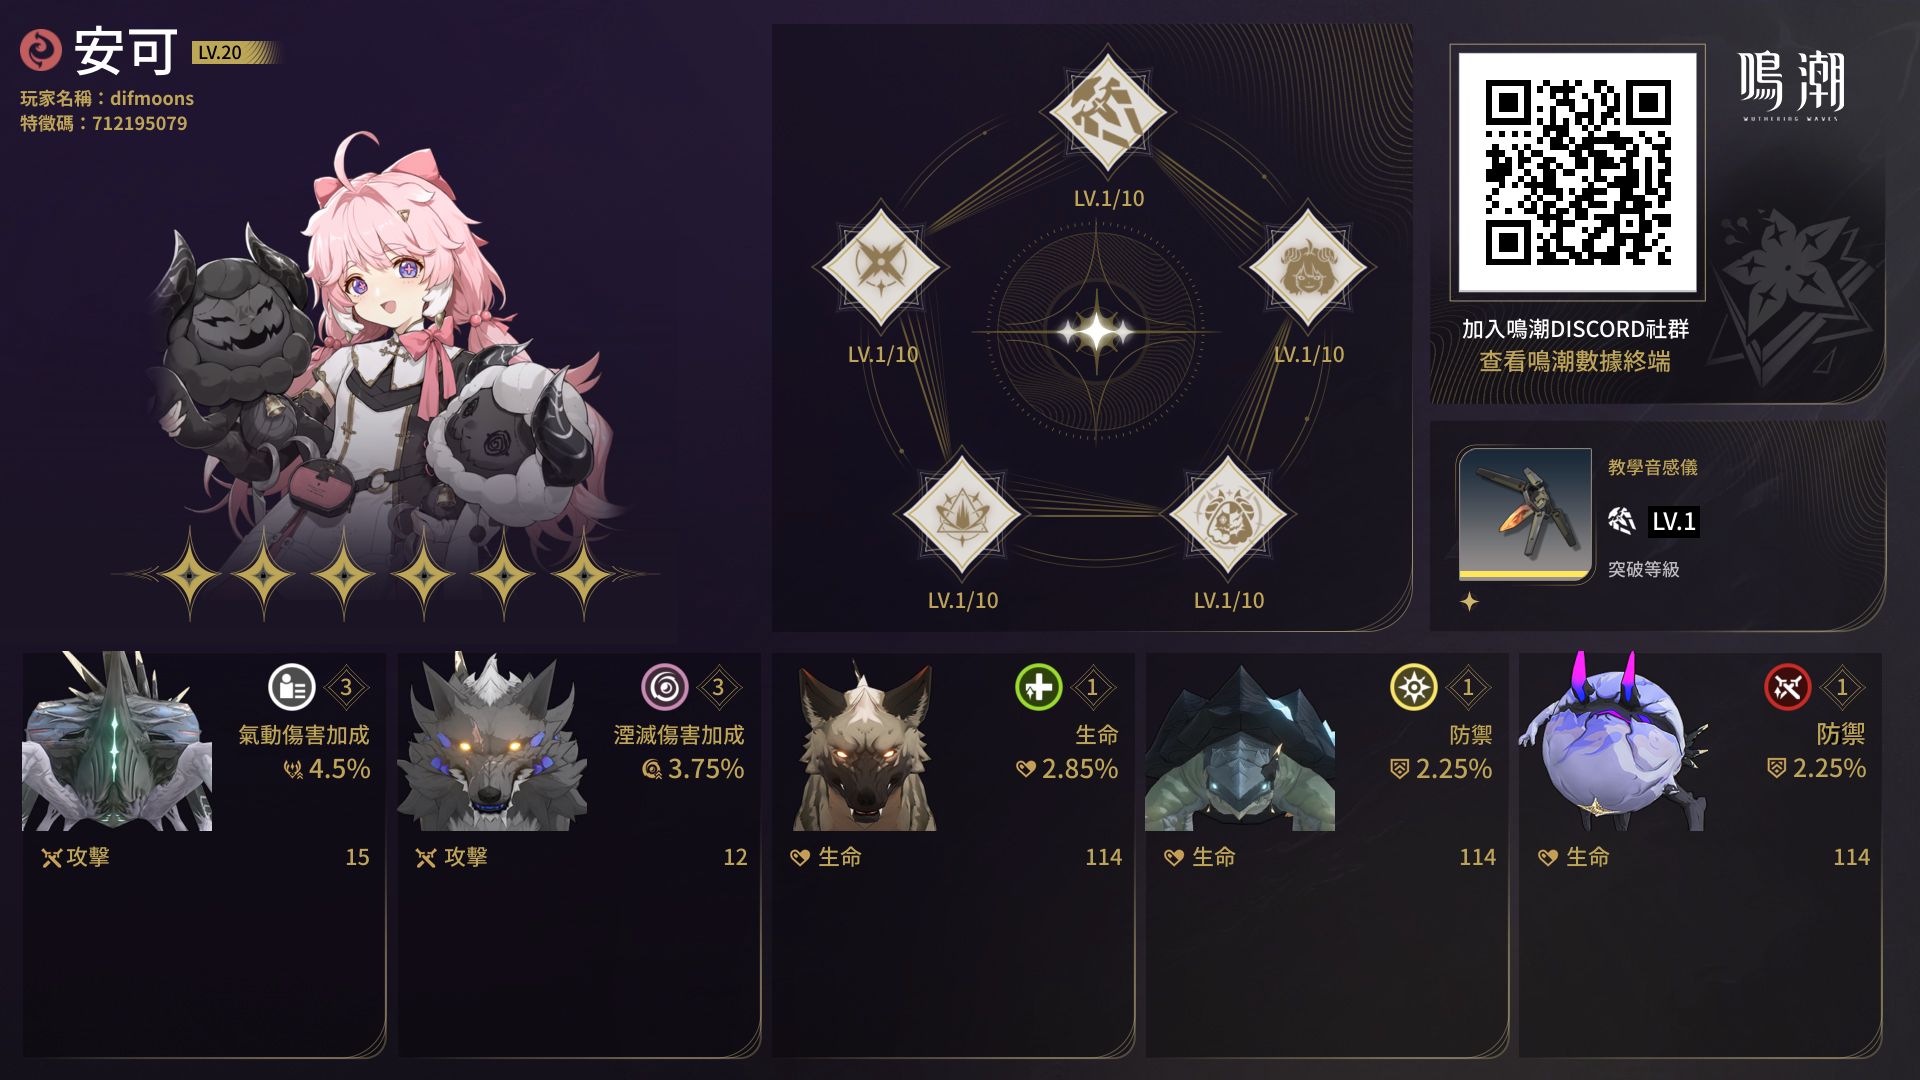 安可 LV.20
玩家名稱：difmoons
特徵碼：712195079
LV.1/10
LV.1/10
LV.1/10
LV.1/10
LV.1/10
鳴潮
WUTHERING WAVES
加入鳴潮DISCORD社群
查看鳴潮數據終端
教學音感儀
LV.1
突破等級
3
氣動傷害加成
4.5%
攻擊 15
3
湮滅傷害加成
3.75%
攻擊 12
1
生命
2.85%
生命 114
1
防禦
2.25%
生命 114
1
防禦
2.25%
生命 114